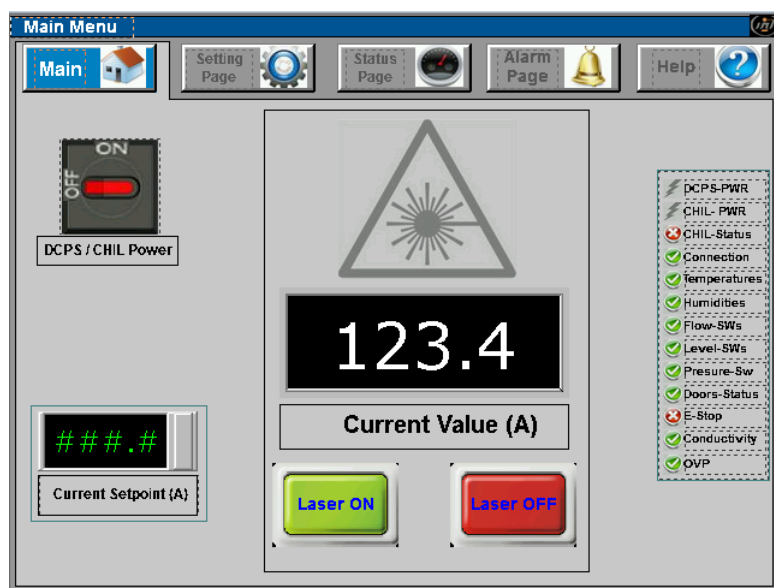 Main Menu
Main
Setting
Page
Status
Page
Alarm
Page
Help
ON
OFF
DCPS / CHIL Power
123.4
Current Value (A)
###.#
Current Setpoint (A)
Laser ON
Laser OFF
DCPS-PWR
CHIL- PWR
CHIL-Status
Connection
Temperatures
Humidities
Flow-SWs
Level-SWs
Presure-Sw
Doors-Status
E-Stop
Conductivity
OVP